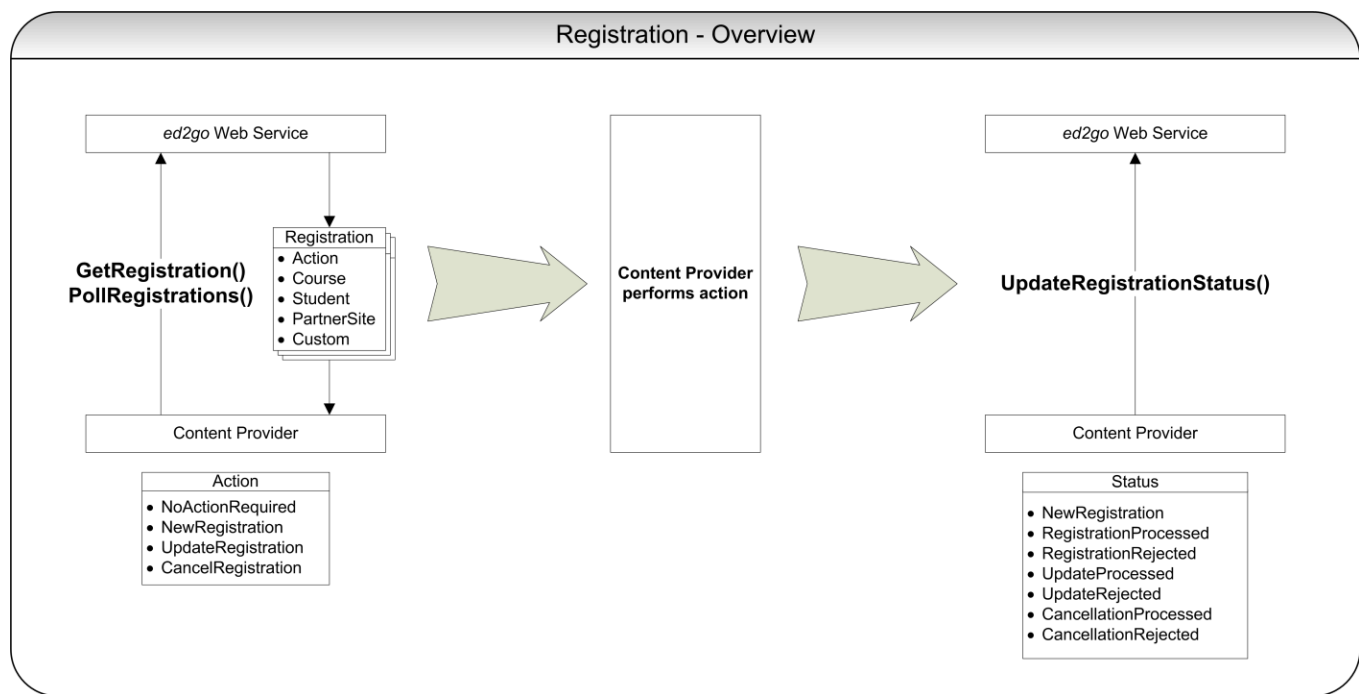 Registration - Overview
ed2go Web Service
GetRegistration()
PollRegistrations()
Registration
• Action
• Course
• Student
• PartnerSite
• Custom
Content Provider
Action
• NoActionRequired
• NewRegistration
• UpdateRegistration
• CancelRegistration
Content Provider
performs action
ed2go Web Service
UpdateRegistrationStatus()
Content Provider
Status
• NewRegistration
• RegistrationProcessed
• RegistrationRejected
• UpdateProcessed
• UpdateRejected
• CancellationProcessed
• CancellationRejected